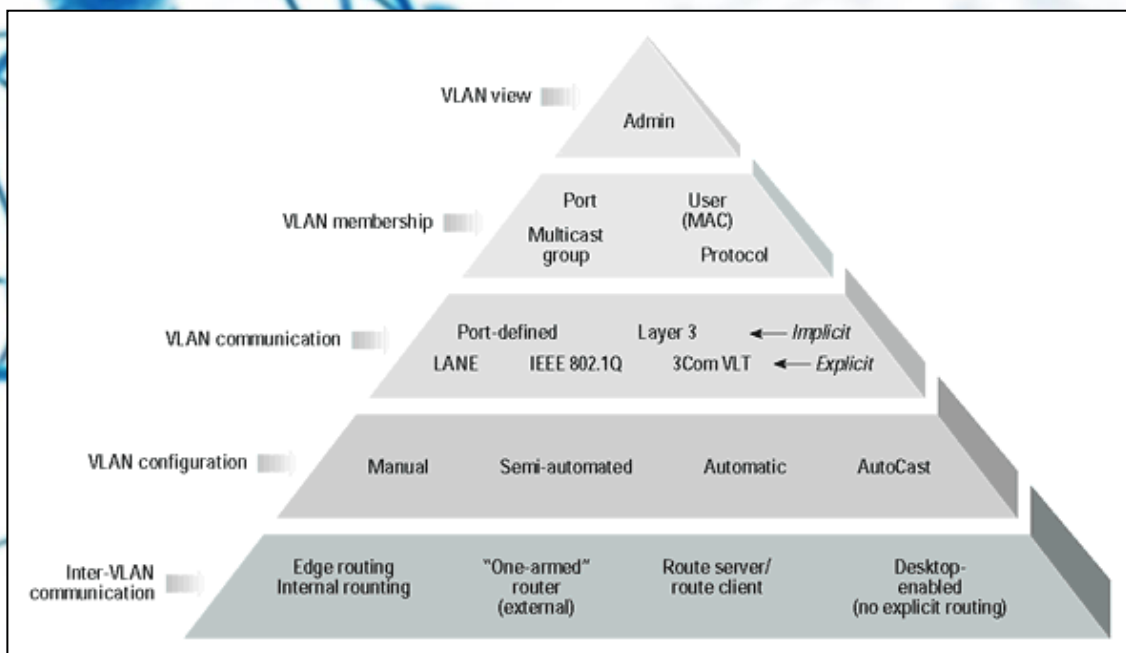 VLAN view
Admin
VLAN membership
Port
User
(MAC)
Multicast
group
Protocol
VLAN communication
Port-defined
Layer 3
Implicit
LANE
IEEE 802.1Q
3Com VLT
Explicit
VLAN configuration
Manual
Semi-automated
Automatic
AutoCast
Inter-VLAN
communication
Edge routing
Internal rounting
"One-armed"
router
(external)
Route server/
route client
Desktop-
enabled
(no explicit routing)